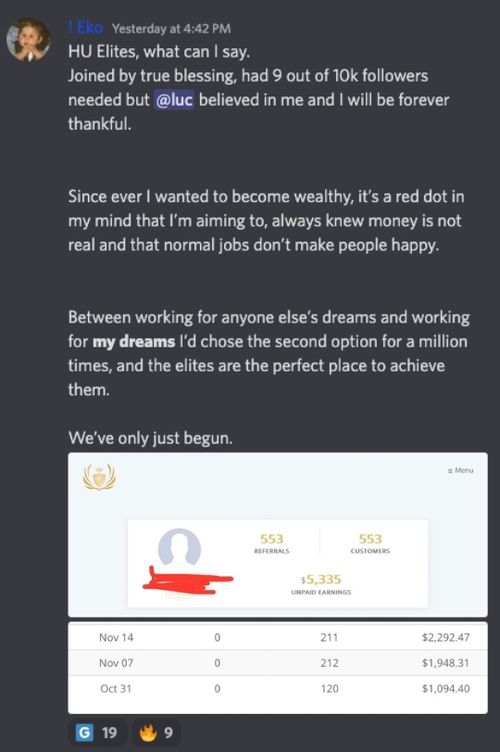 ! Eko Yesterday at 4:42 PM
HU Elites, what can I say.
Joined by true blessing, had 9 out of 10k followers
needed but @luc believed in me and I will be forever
thankful.
Since ever I wanted to become wealthy, it's a red dot in
my mind that I'm aiming to, always knew money is not
real and that normal jobs don't make people happy.
Between working for anyone else's dreams and working
for my dreams I'd chose the second option for a million
times, and the elites are the perfect place to achieve
them.
We've only just begun.
≡ Menu
553 553
REFERRALS CUSTOMERS
$5,335
UNPAID EARNINGS
Nov 14 0 211 $2,292.47
Nov 07 0 212 $1,948.31
Oct 31 0 120 $1,094.40
G 19 9